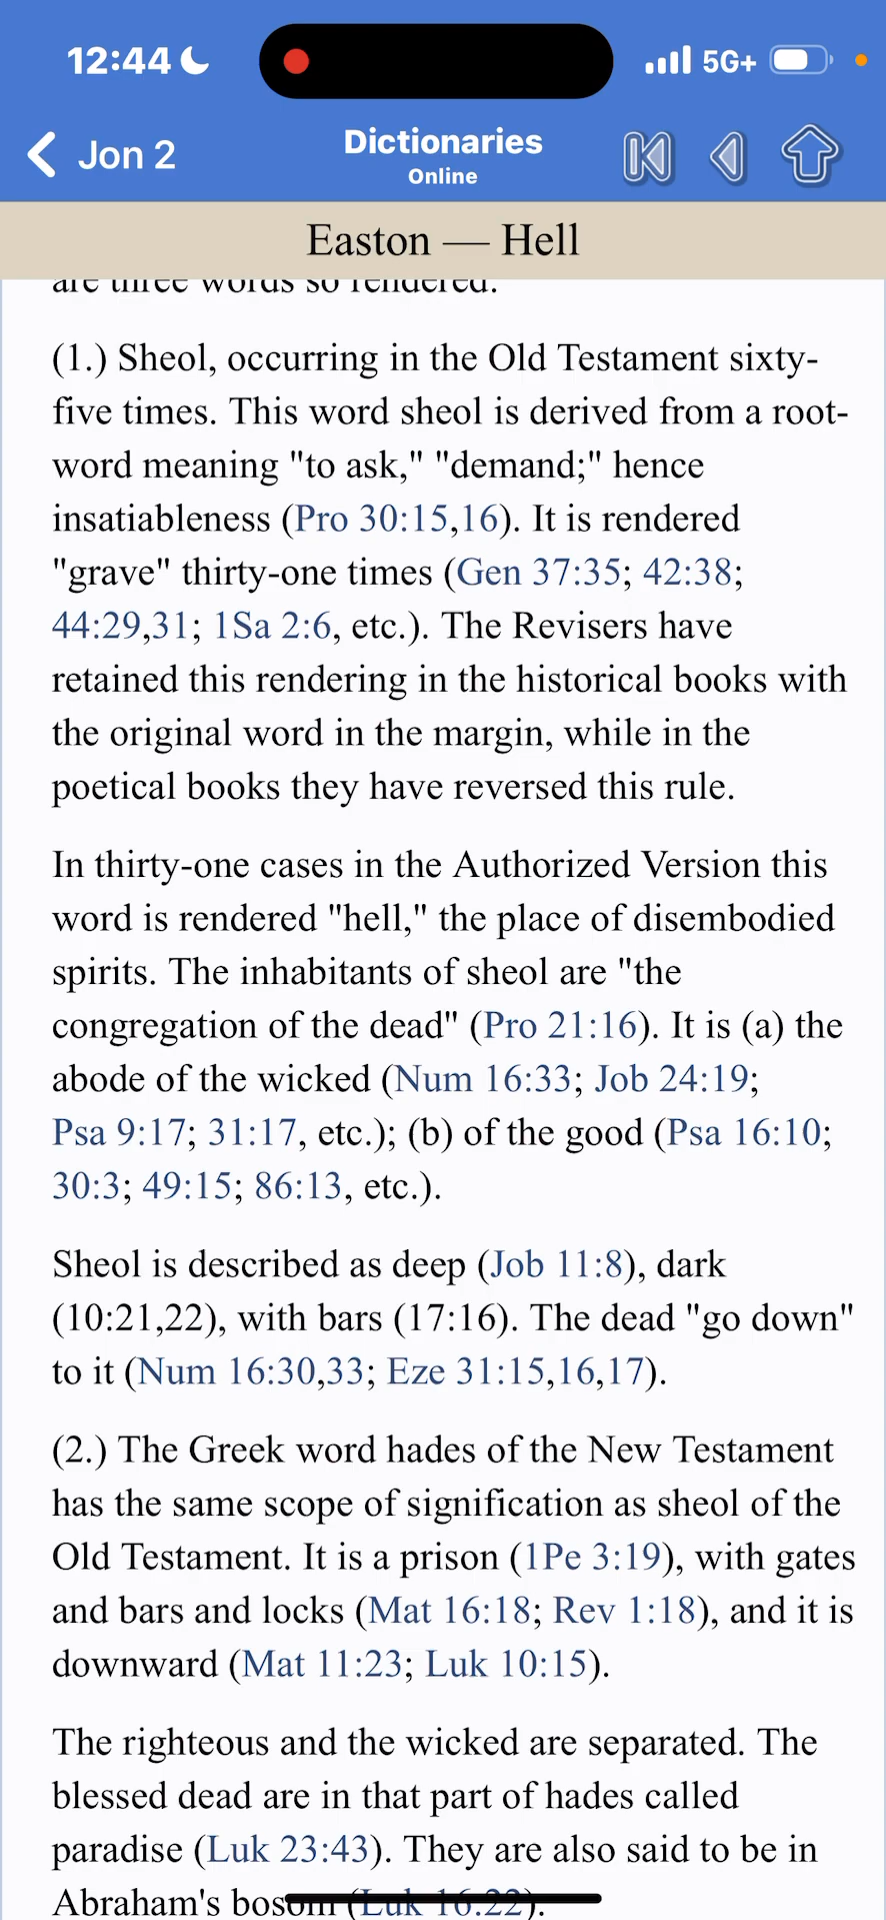 12:44
5G+
Jon 2
Dictionaries
Online
Easton — Hell
are three words so rendered.
(1.) Sheol, occurring in the Old Testament sixty-
five times. This word sheol is derived from a root-
word meaning "to ask," "demand;" hence
insatiableness (Pro 30:15,16). It is rendered
"grave" thirty-one times (Gen 37:35; 42:38;
44:29,31; 1Sa 2:6, etc.). The Revisers have
retained this rendering in the historical books with
the original word in the margin, while in the
poetical books they have reversed this rule.
In thirty-one cases in the Authorized Version this
word is rendered "hell," the place of disembodied
spirits. The inhabitants of sheol are "the
congregation of the dead" (Pro 21:16). It is (a) the
abode of the wicked (Num 16:33; Job 24:19;
Psa 9:17; 31:17, etc.); (b) of the good (Psa 16:10;
30:3; 49:15; 86:13, etc.).
Sheol is described as deep (Job 11:8), dark
(10:21,22), with bars (17:16). The dead "go down"
to it (Num 16:30,33; Eze 31:15,16,17).
(2.) The Greek word hades of the New Testament
has the same scope of signification as sheol of the
Old Testament. It is a prison (1Pe 3:19), with gates
and bars and locks (Mat 16:18; Rev 1:18), and it is
downward (Mat 11:23; Luk 10:15).
The righteous and the wicked are separated. The
blessed dead are in that part of hades called
paradise (Luk 23:43). They are also said to be in
Abraham's bosom (Luk 16:22).